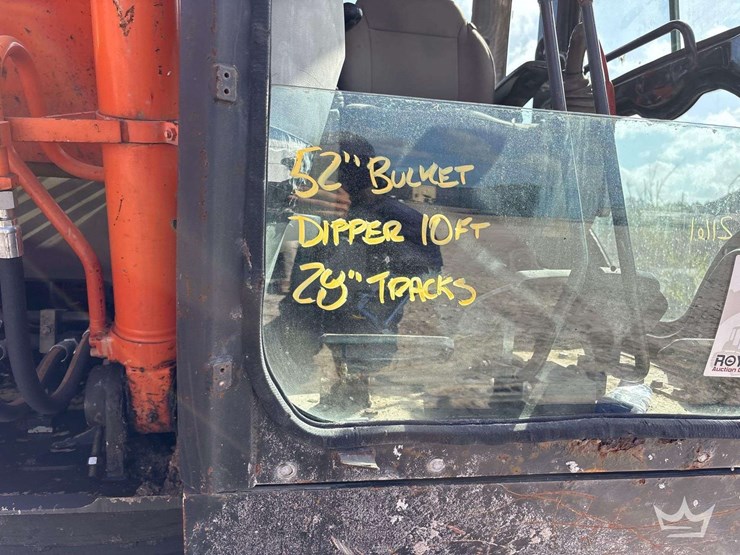 52" BUCKET
DIPPER 10FT
28" TRACKS